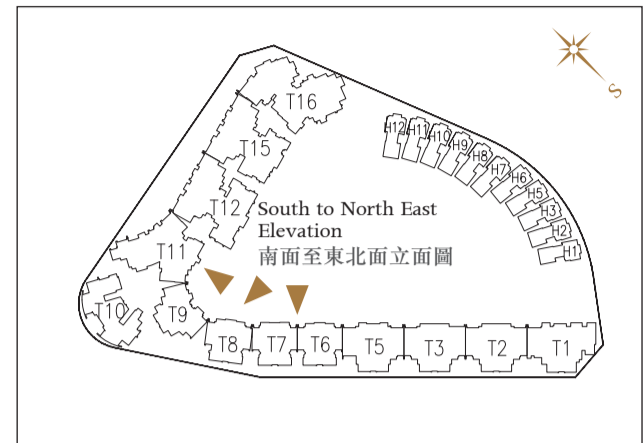 S
T16
H12
H11
H10
H9
H8
H7
H6
H5
H3
H2
H1
T15
T12
South to North East
Elevation
南面至東北面立面圖
T11
T10
T9
T8
T7
T6
T5
T3
T2
T1